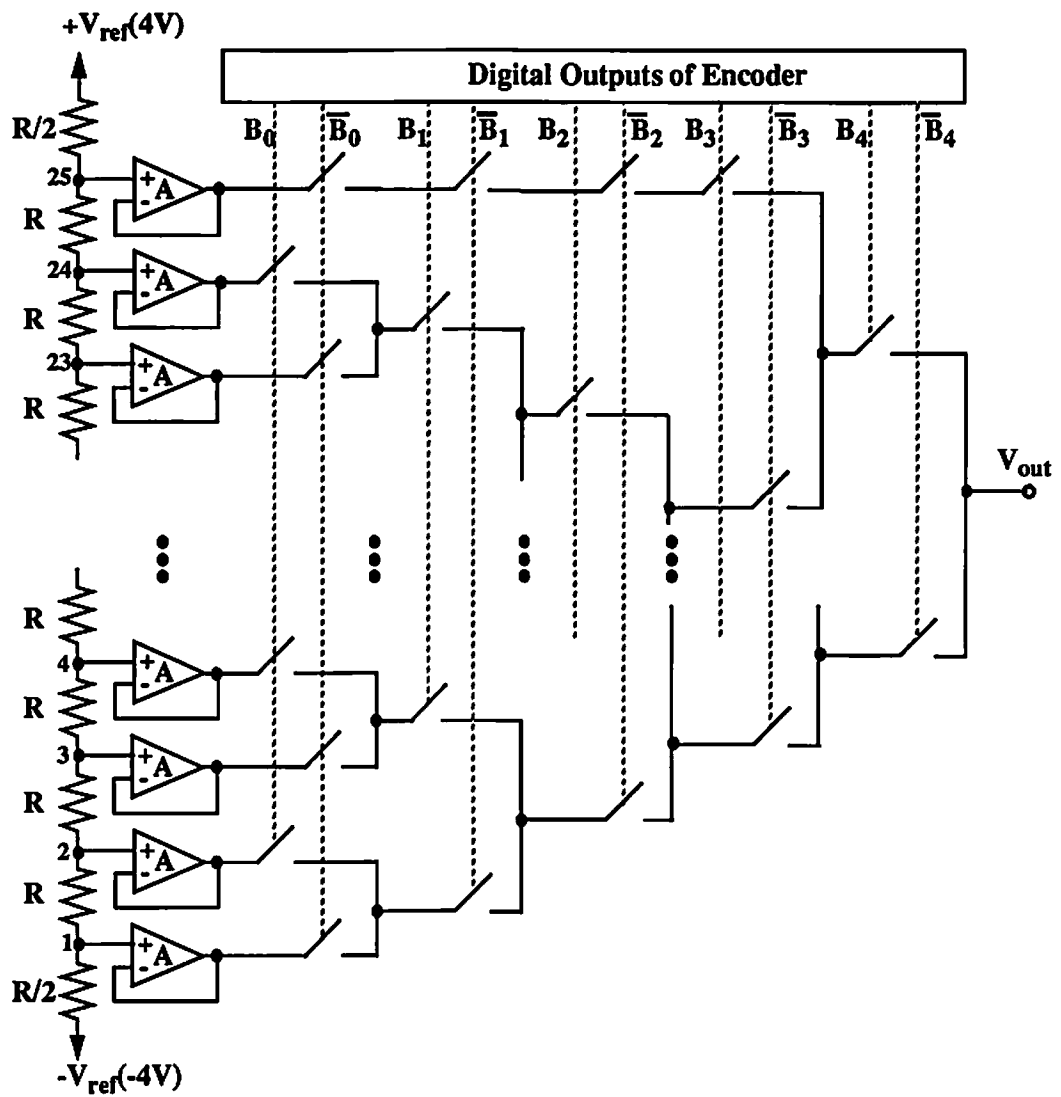 +Vref(4V)
Digital Outputs of Encoder
R/2
B0 B̅0 B1 B̅1 B2 B̅2 B3 B̅3 B4 B̅4
25
+
-
A
R
24
+
-
A
R
23
+
-
A
R
Vout
R
4
+
-
A
R
3
+
-
A
R
2
+
-
A
R
1
+
-
A
R/2
-Vref(-4V)